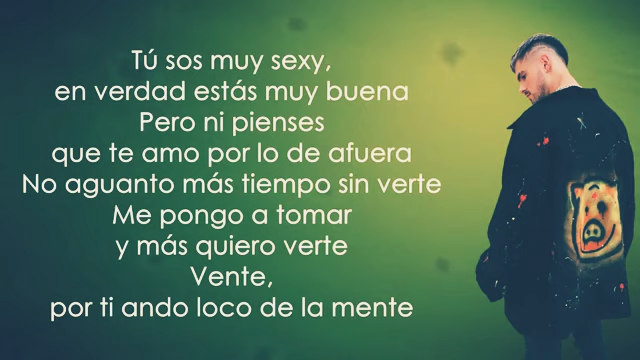 Tú sos muy sexy,
en verdad estás muy buena
Pero ni pienses
que te amo por lo de afuera
No aguanto más tiempo sin verte
Me pongo a tomar
y más quiero verte
Vente,
por ti ando loco de la mente